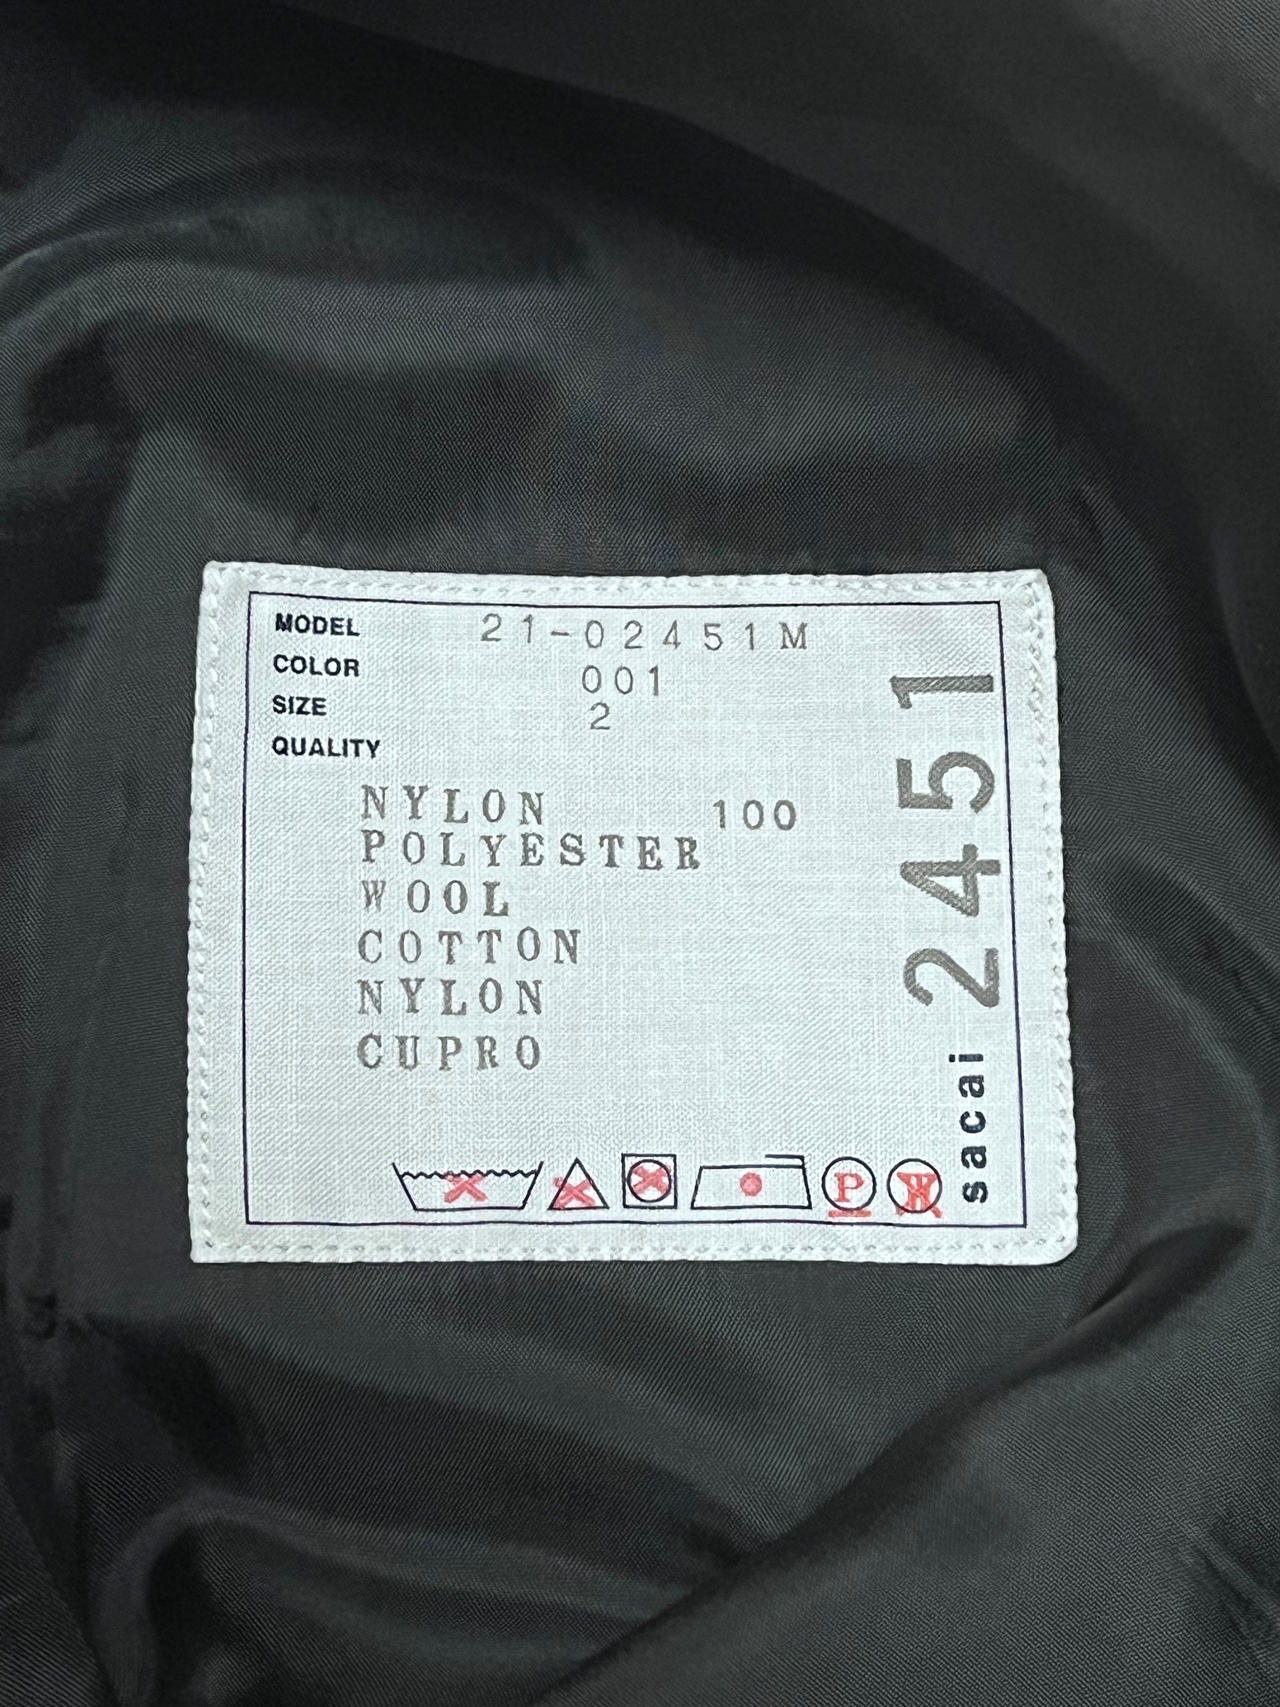 MODEL 21-02451M
COLOR 001
SIZE 2
QUALITY
NYLON 100
POLYESTER
WOOL
COTTON
NYLON
CUPRO
P
W
sacai 2451